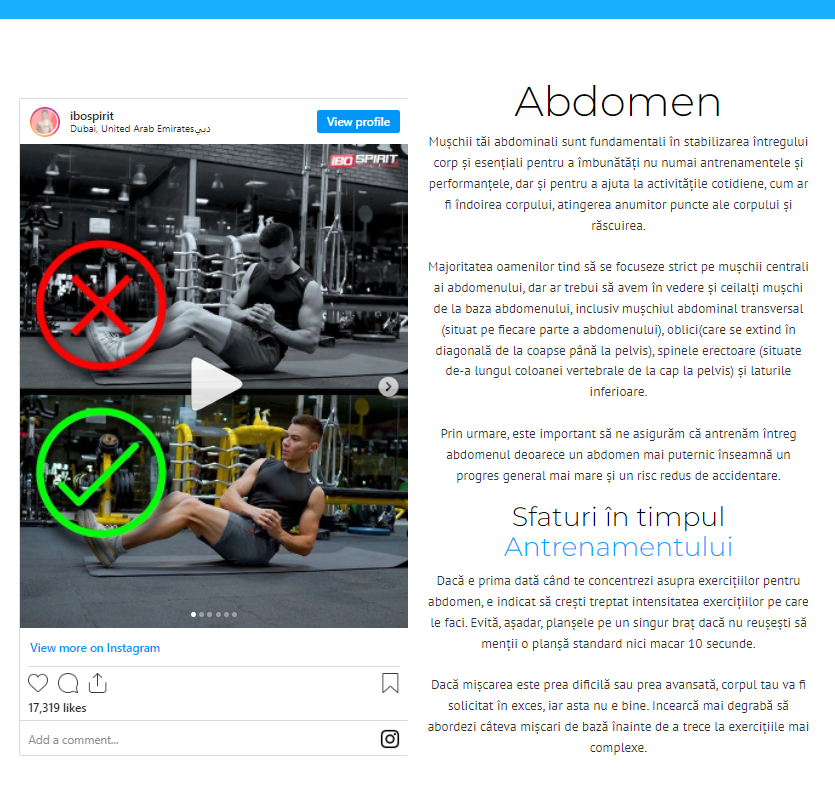 ibospirit
Dubai, United Arab Emiratesدبي
View profile
IBO SPIRIT
View more on Instagram
17,319 likes
Add a comment...
Abdomen
Mușchii tăi abdominali sunt fundamentali în stabilizarea întregului
corp și esențiali pentru a îmbunătăți nu numai antrenamentele și
performanțele, dar și pentru a ajuta la activitățile cotidiene, cum ar
fi îndoirea corpului, atingerea anumitor puncte ale corpului și
răscuirea.
Majoritatea oamenilor tind să se focuseze strict pe mușchii centrali
ai abdomenului, dar ar trebui să avem în vedere și ceilalți mușchi
de la baza abdomenului, inclusiv mușchiul abdominal transversal
(situat pe fiecare parte a abdomenului), oblici(care se extind în
diagonală de la coapse până la pelvis), spinele erectoare (situate
de-a lungul coloanei vertebrale de la cap la pelvis) și laturile
inferioare.
Prin urmare, este important să ne asigurăm că antrenăm întreg
abdomenul deoarece un abdomen mai puternic înseamnă un
progres general mai mare și un risc redus de accidentare.
Sfaturi în timpul
Antrenamentului
Dacă e prima dată când te concentrezi asupra exercițiilor pentru
abdomen, e indicat să crești treptat intensitatea exercițiilor pe care
le faci. Evită, așadar, planșele pe un singur braț dacă nu reușești să
menții o planșă standard nici macar 10 secunde.
Dacă mișcarea este prea dificilă sau prea avansată, corpul tau va fi
solicitat în exces, iar asta nu e bine. Incearcă mai degrabă să
abordezi câteva mișcari de bază înainte de a trece la exercițiile mai
complexe.